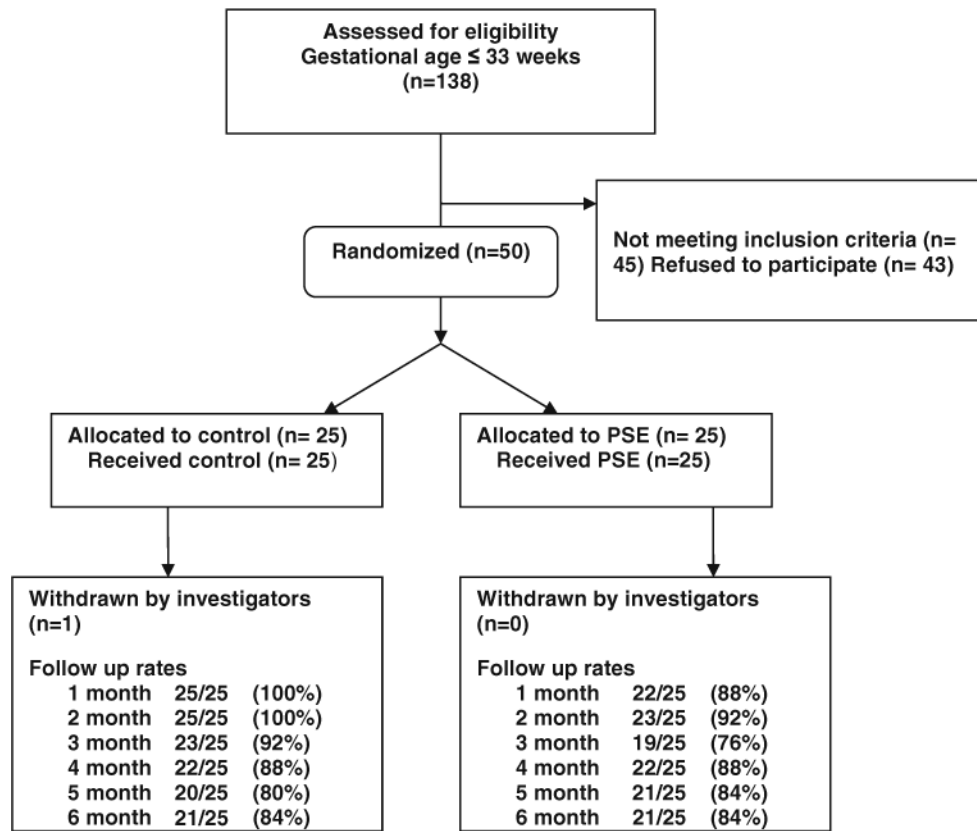 Assessed for eligibility
Gestational age ≤ 33 weeks
(n=138)
Not meeting inclusion criteria (n=
45) Refused to participate (n= 43)
Randomized (n=50)
Allocated to control (n= 25)
Received control (n= 25)
Allocated to PSE (n= 25)
Received PSE (n=25)
Withdrawn by investigators
(n=1)
Follow up rates
1 month 25/25 (100%)
2 month 25/25 (100%)
3 month 23/25 (92%)
4 month 22/25 (88%)
5 month 20/25 (80%)
6 month 21/25 (84%)
Withdrawn by investigators
(n=0)
Follow up rates
1 month 22/25 (88%)
2 month 23/25 (92%)
3 month 19/25 (76%)
4 month 22/25 (88%)
5 month 21/25 (84%)
6 month 21/25 (84%)